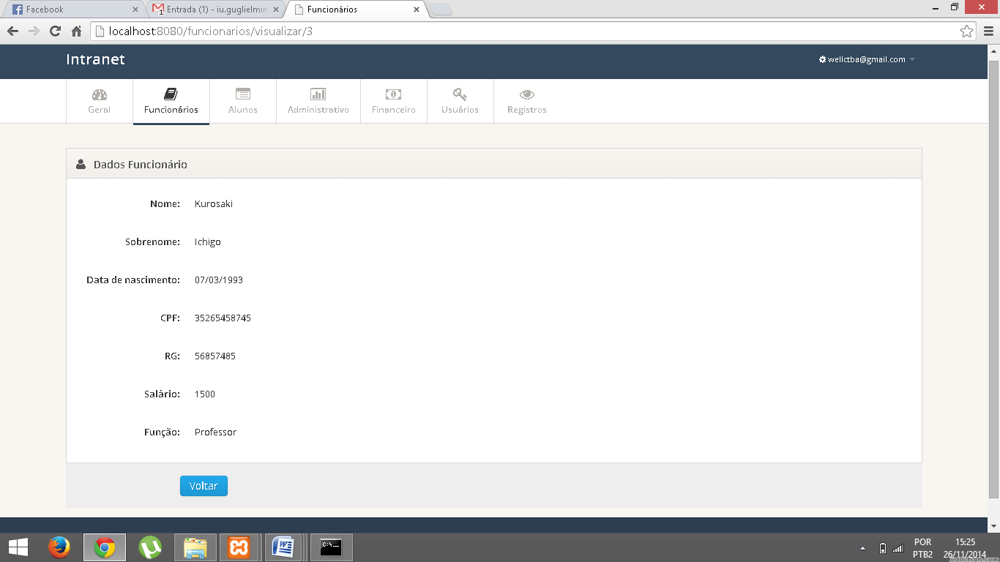 Facebook
Entrada (1) - iu.guglielmin
Funcionários
localhost:8080/funcionarios/visualizar/3
Intranet
wellctba@gmail.com
Geral
Funcionários
Alunos
Administrativo
Financeiro
Usuários
Registros
Dados Funcionário
Nome: Kurosaki
Sobrenome: Ichigo
Data de nascimento: 07/03/1993
CPF: 35265458745
RG: 56857485
Salário: 1500
Função: Professor
Voltar
POR
PTB2
15:25
26/11/2014